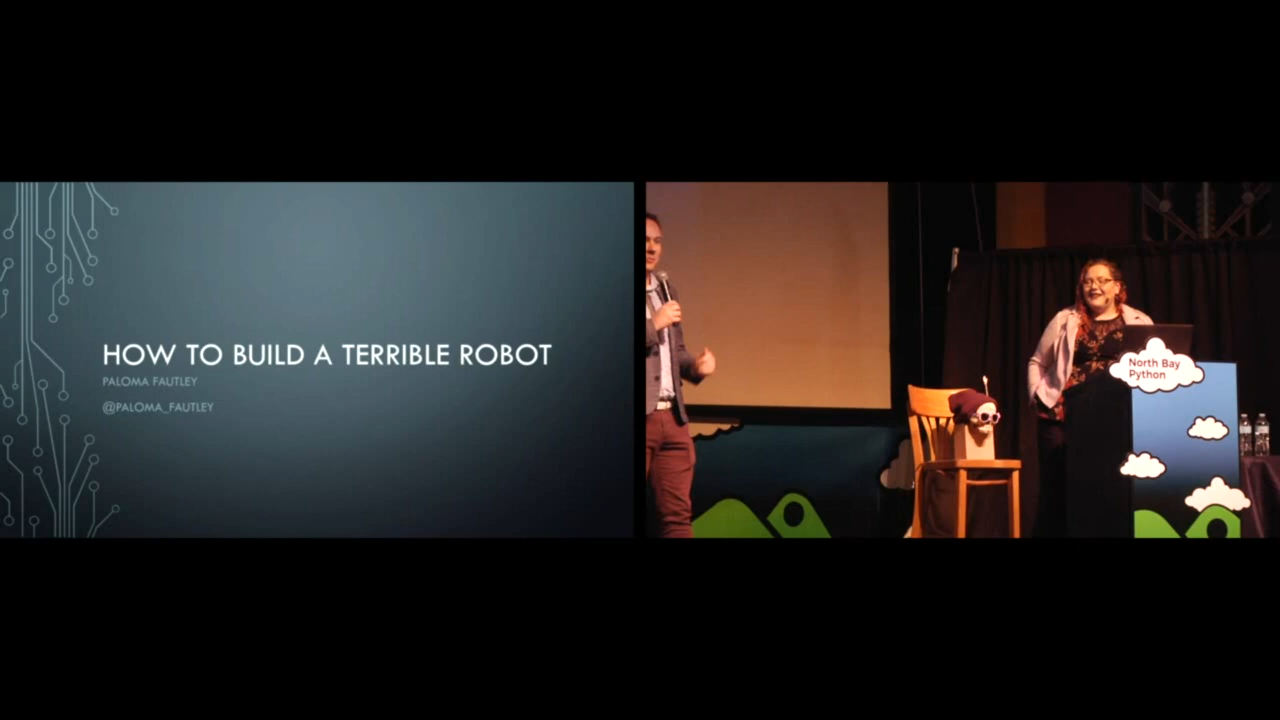 HOW TO BUILD A TERRIBLE ROBOT
PALOMA FAUTLEY
@PALOMA_FAUTLEY
North Bay
Python